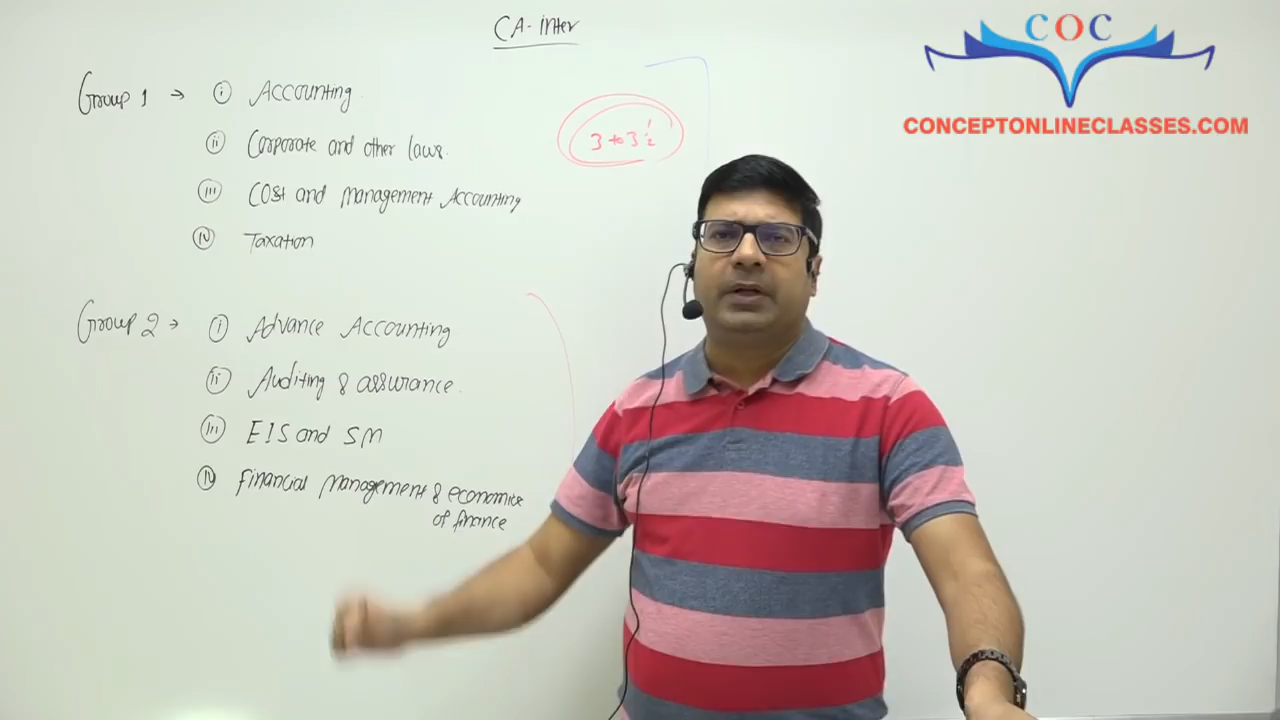 CA-Inter
COC
CONCEPTONLINECLASSES.COM
Group 1 → (i) Accounting
(ii) Corporate and other laws.
(iii) Cost and Management Accounting
(iv) Taxation
3 to 3 1/2
Group 2 → (i) Advance Accounting
(ii) Auditing & assurance.
(iii) EIS and SM
(iv) Financial Management & economics
of finance